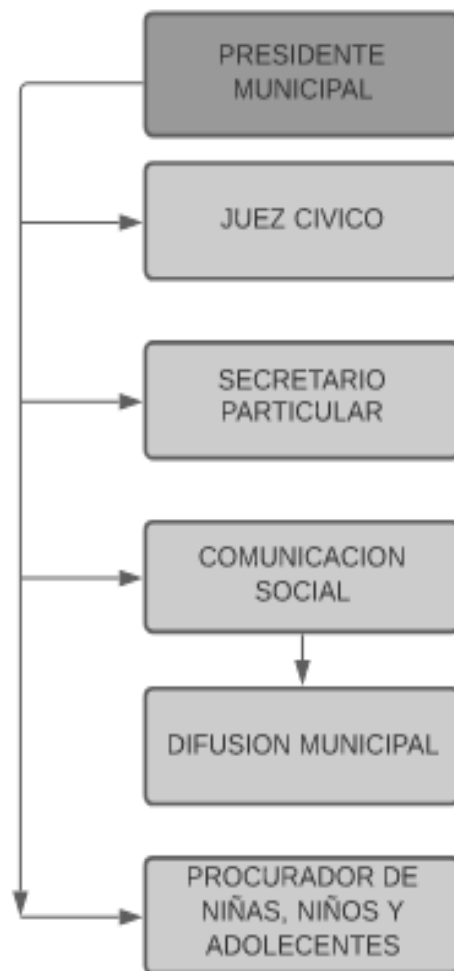 PRESIDENTE
MUNICIPAL
JUEZ CIVICO
SECRETARIO
PARTICULAR
COMUNICACION
SOCIAL
DIFUSION MUNICIPAL
PROCURADOR DE
NIÑAS, NIÑOS Y
ADOLECENTES